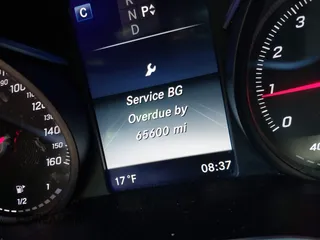 C
R
N P
D
Service BG
Overdue by
65600 mi
17 °F 08:37
100
120
140
160
1/2
3
2
1
0
40